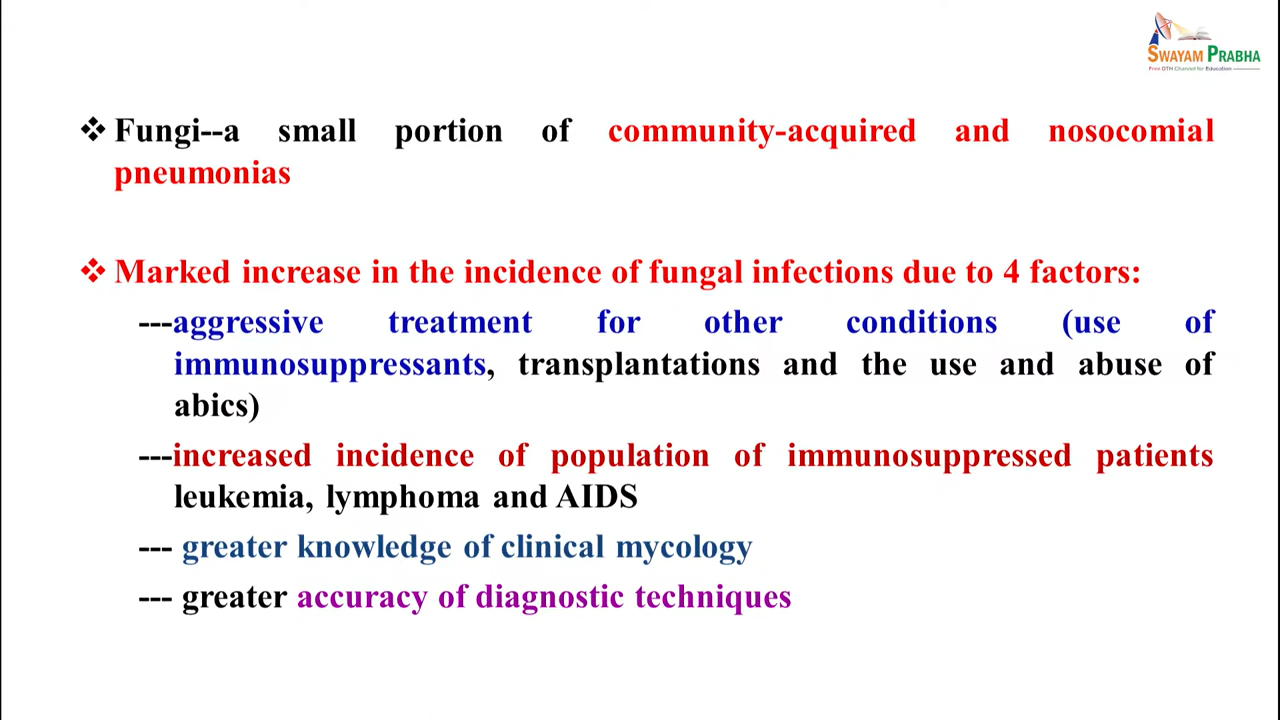 SWAYAM PRABHA
Free DTH Channel for Education
❖ Fungi--a small portion of community-acquired and nosocomial
pneumonias
❖ Marked increase in the incidence of fungal infections due to 4 factors:
---aggressive treatment for other conditions (use of
immunosuppressants, transplantations and the use and abuse of
abics)
---increased incidence of population of immunosuppressed patients
leukemia, lymphoma and AIDS
--- greater knowledge of clinical mycology
--- greater accuracy of diagnostic techniques